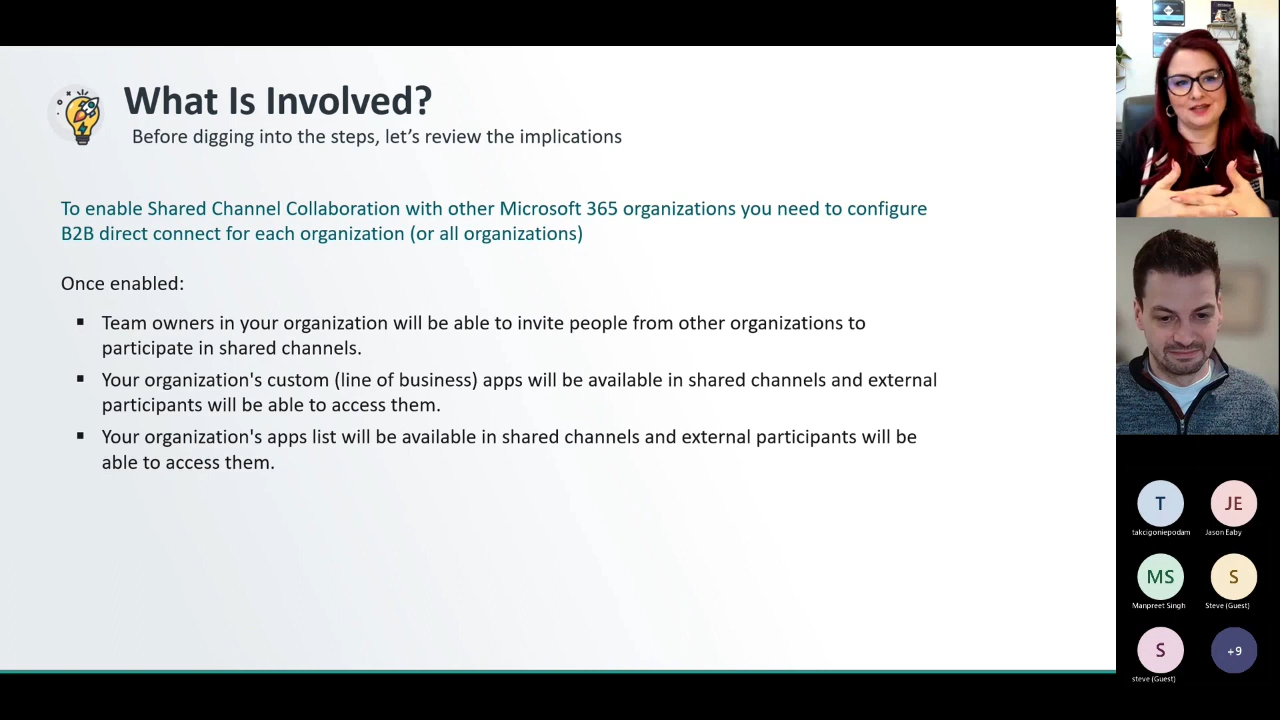 What Is Involved?
Before digging into the steps, let’s review the implications
To enable Shared Channel Collaboration with other Microsoft 365 organizations you need to configure
B2B direct connect for each organization (or all organizations)
Once enabled:
▪ Team owners in your organization will be able to invite people from other organizations to
participate in shared channels.
▪ Your organization's custom (line of business) apps will be available in shared channels and external
participants will be able to access them.
▪ Your organization's apps list will be available in shared channels and external participants will be
able to access them.
T
JE
takcigoniepodam
Jason Eaby
MS
S
Manpreet Singh
Steve (Guest)
S
+9
steve (Guest)